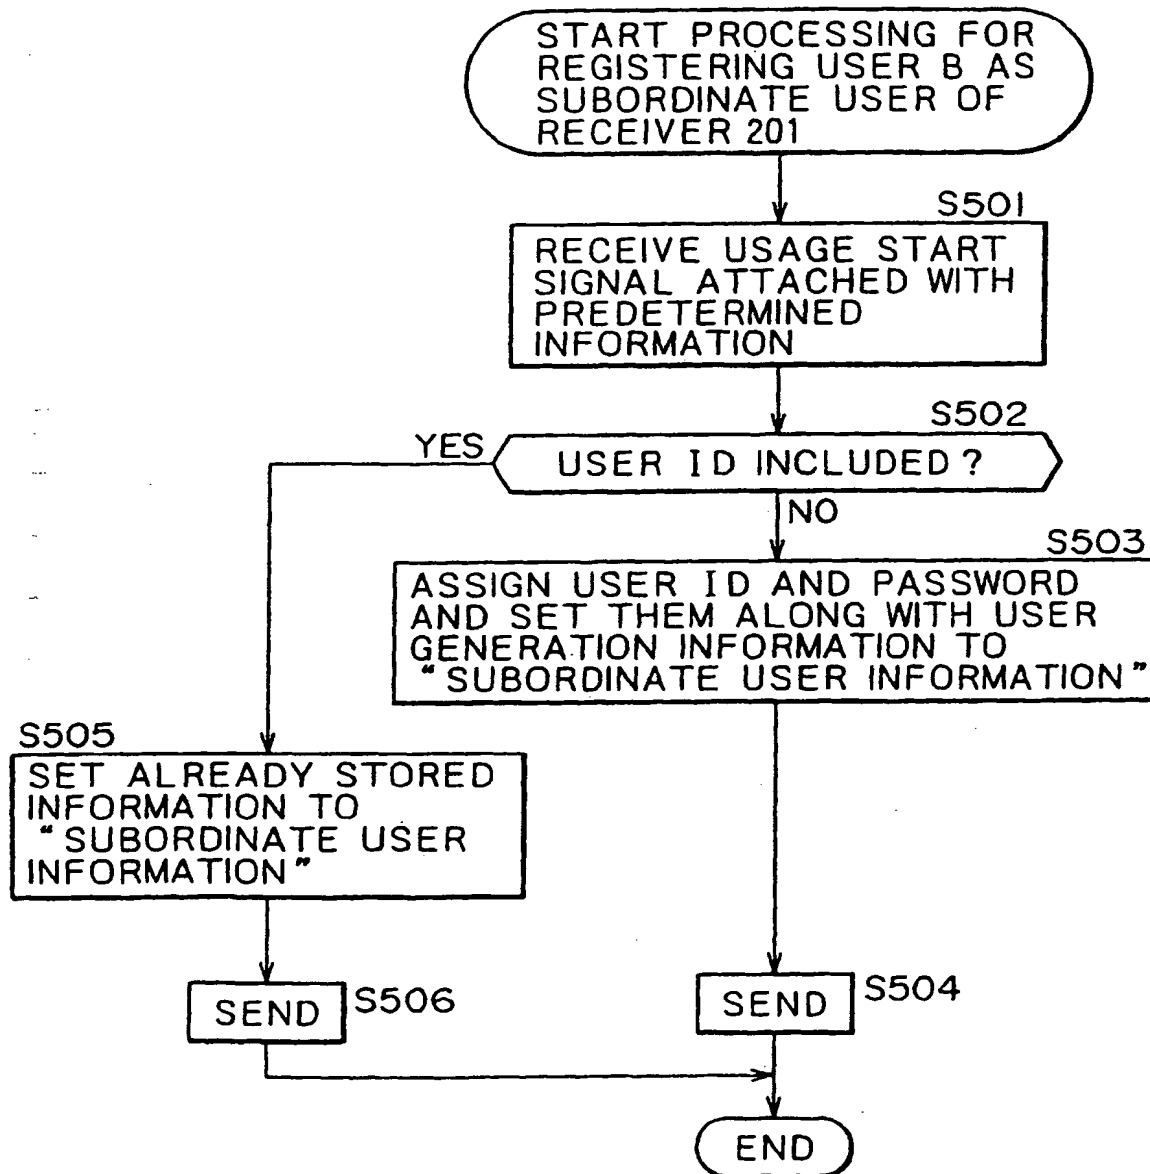 START PROCESSING FOR
REGISTERING USER B AS
SUBORDINATE USER OF
RECEIVER 201
S501
RECEIVE USAGE START
SIGNAL ATTACHED WITH
PREDETERMINED
INFORMATION
S502
YES
USER ID INCLUDED?
NO
S503
ASSIGN USER ID AND PASSWORD
AND SET THEM ALONG WITH USER
GENERATION INFORMATION TO
"SUBORDINATE USER INFORMATION"
S505
SET ALREADY STORED
INFORMATION TO
"SUBORDINATE USER
INFORMATION"
SEND
S506
SEND
S504
END